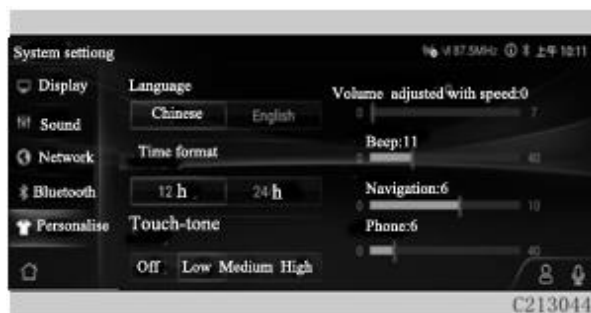 System settiong
87.5MHz 上午 10:11
Display
Sound
Network
Bluetooth
Personalise
Language
Chinese English
Time format
12 h 24 h
Touch-tone
Off Low Medium High
Volume adjusted with speed:0
0 7
Beep:11
0 40
Navigation:6
0 10
Phone:6
0 40
C213044